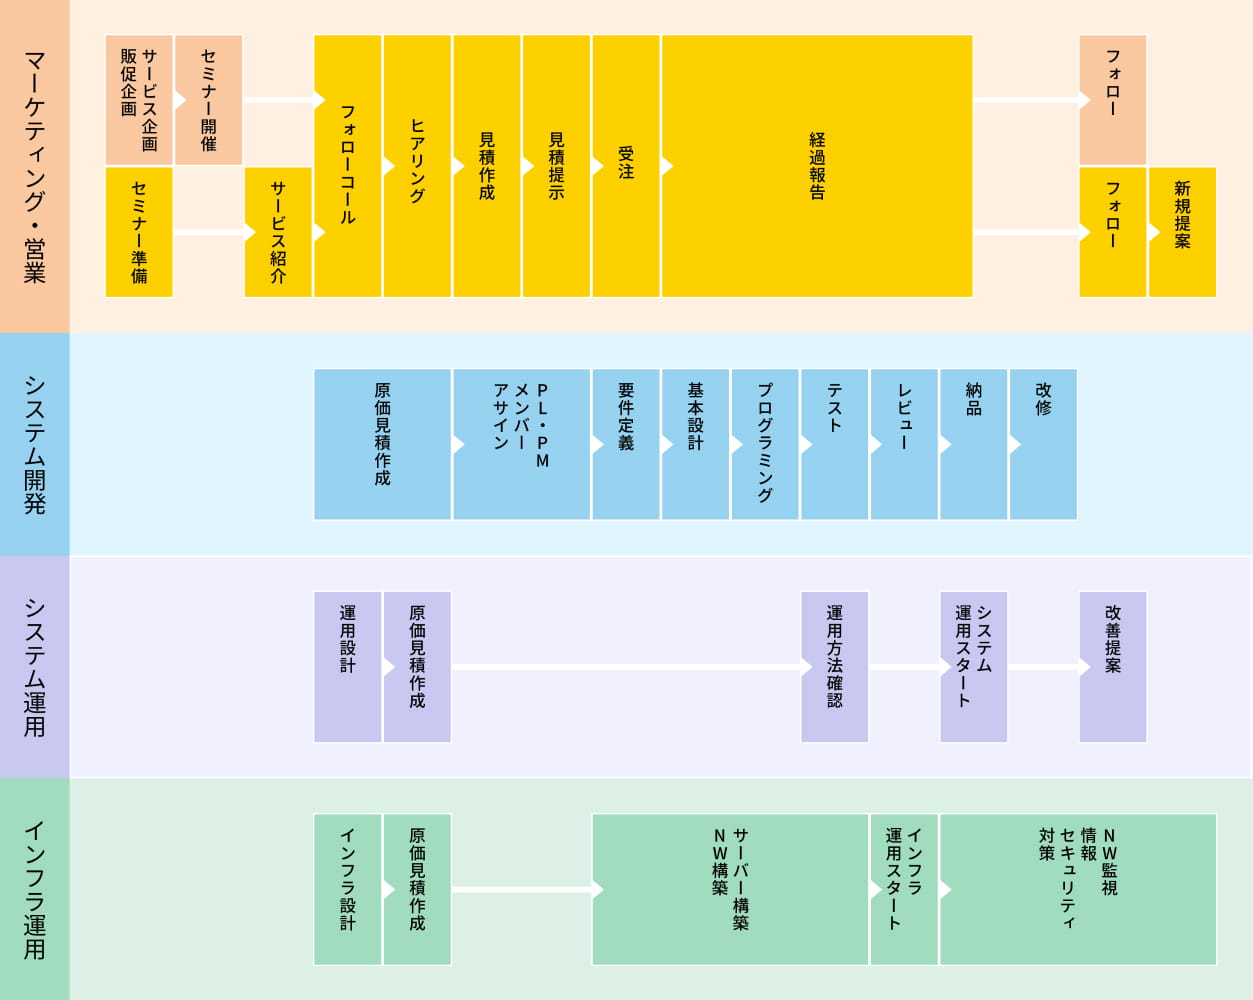 マーケティング・営業
サービス企画
販促企画
セミナー開催
セミナー準備
サービス紹介
フォローコール
ヒアリング
見積作成
見積提示
受注
経過報告
フォロー
フォロー
新規提案
システム開発
原価見積作成
PL・PM
メンバー
アサイン
要件定義
基本設計
プログラミング
テスト
レビュー
納品
改修
システム運用
運用設計
原価見積作成
運用方法確認
システム
運用スタート
改善提案
インフラ運用
インフラ設計
原価見積作成
サーバー構築
NW構築
インフラ
運用スタート
NW監視
情報
セキュリティ
対策